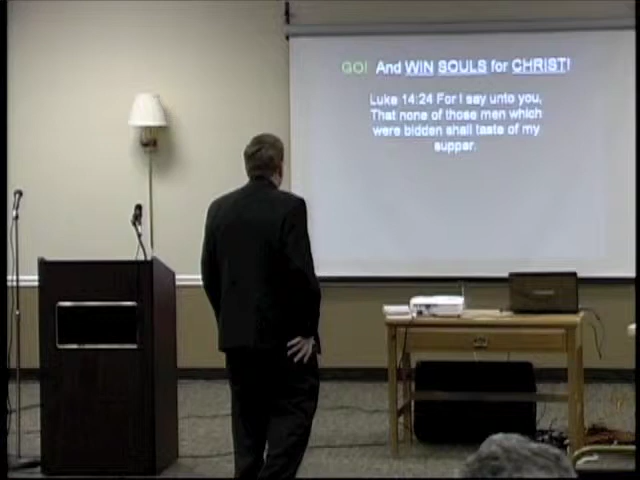 GO! And WIN SOULS for CHRIST!
Luke 14:24 For I say unto you,
That none of those men which
were bidden shall taste of my
supper.